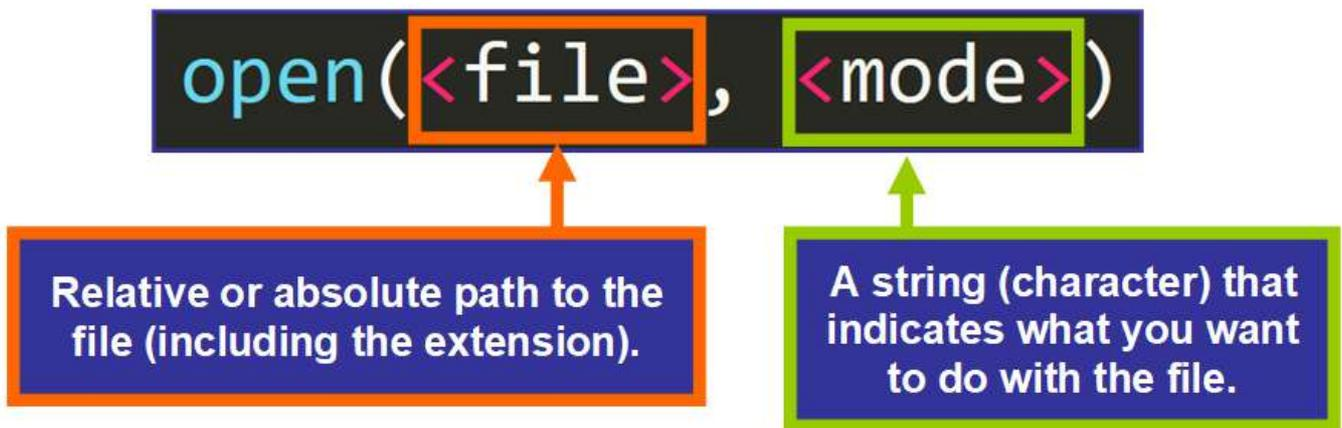 open(<file>, <mode>)
Relative or absolute path to the
file (including the extension).
A string (character) that
indicates what you want
to do with the file.